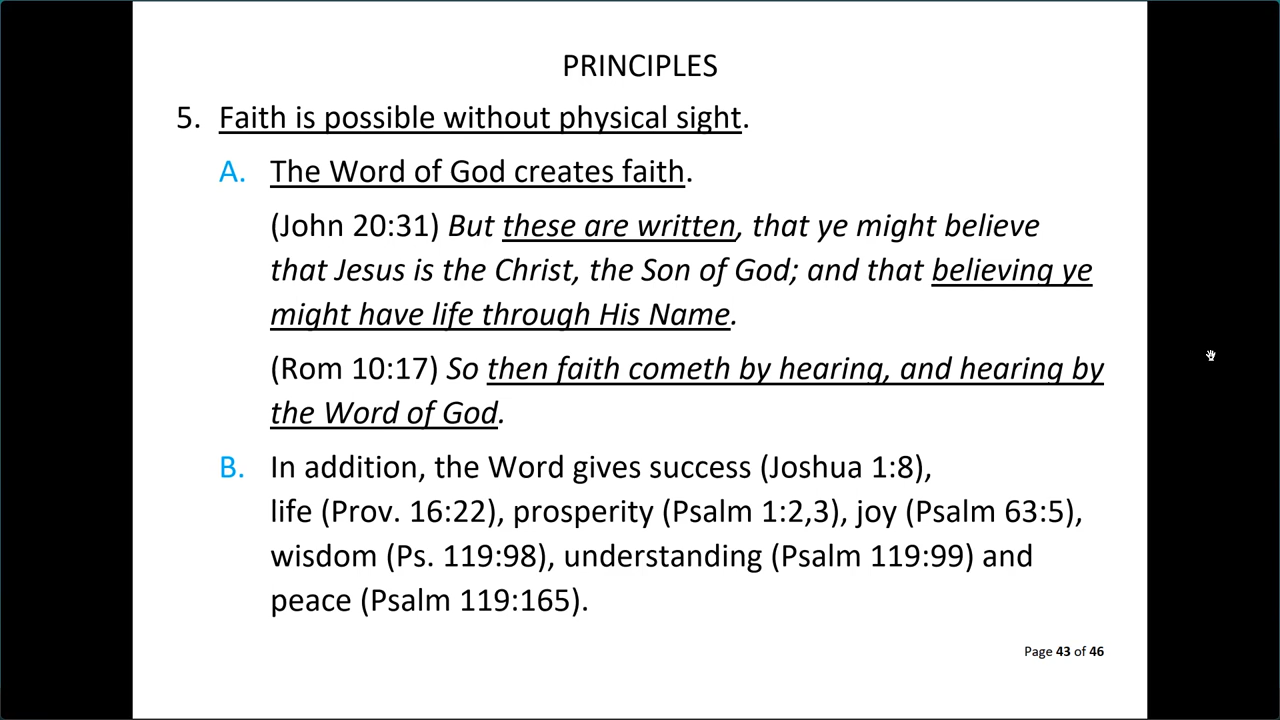 PRINCIPLES
5. Faith is possible without physical sight.
A. The Word of God creates faith.
(John 20:31) But these are written, that ye might believe
that Jesus is the Christ, the Son of God; and that believing ye
might have life through His Name.
(Rom 10:17) So then faith cometh by hearing, and hearing by
the Word of God.
B. In addition, the Word gives success (Joshua 1:8),
life (Prov. 16:22), prosperity (Psalm 1:2,3), joy (Psalm 63:5),
wisdom (Ps. 119:98), understanding (Psalm 119:99) and
peace (Psalm 119:165).
Page 43 of 46